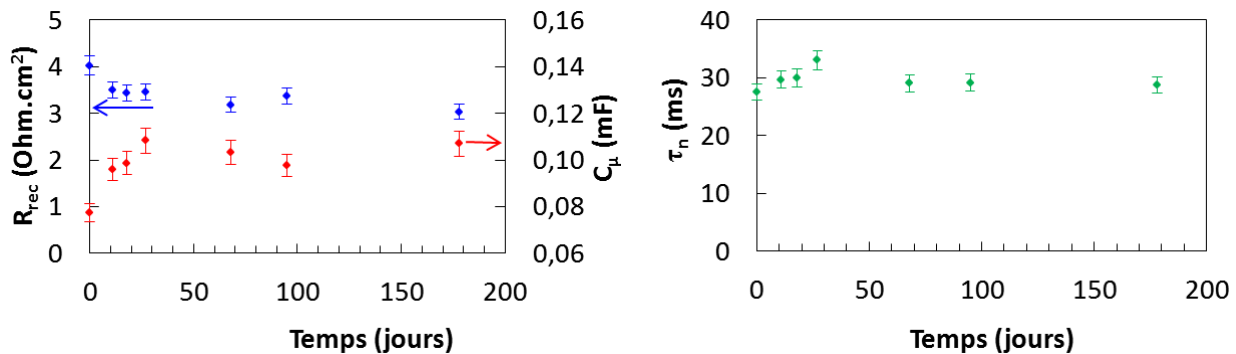 R_rec (Ohm.cm²)
5
4
3
2
1
0
0,16
0,14
0,12
0,10
0,08
0,06
C_μ (mF)
0 50 100 150 200
Temps (jours)
τ_n (ms)
40
30
20
10
0
0 50 100 150 200
Temps (jours)